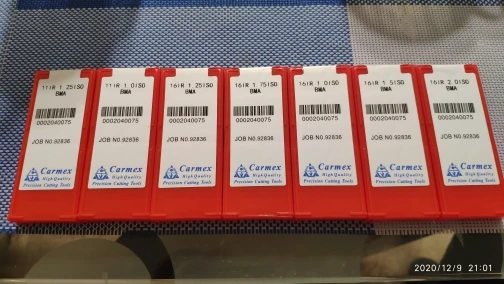 11IR 1.25ISO
BMA
0002040075
JOB NO.92836
Carmex
High Quality
Precision Cutting Tools
11IR 1.0ISO
BMA
0002040075
JOB NO.92836
Carmex
High Quality
Precision Cutting Tools
16IR 1.25ISO
BMA
0002040075
JOB NO.92836
Carmex
High Quality
Precision Cutting Tools
16IR 1.75ISO
BMA
0002040075
JOB NO.92836
Carmex
High Quality
Precision Cutting Tools
16IR 1.0ISO
BMA
0002040075
JOB NO.92836
Carmex
High Quality
Precision Cutting Tools
16IR 1.5ISO
BMA
0002040075
JOB NO.92836
Carmex
High Quality
Precision Cutting Tools
16IR 2.0ISO
BMA
0002040075
JOB NO.92836
Carmex
High Quality
Precision Cutting Tools
2020/12/9 21:01